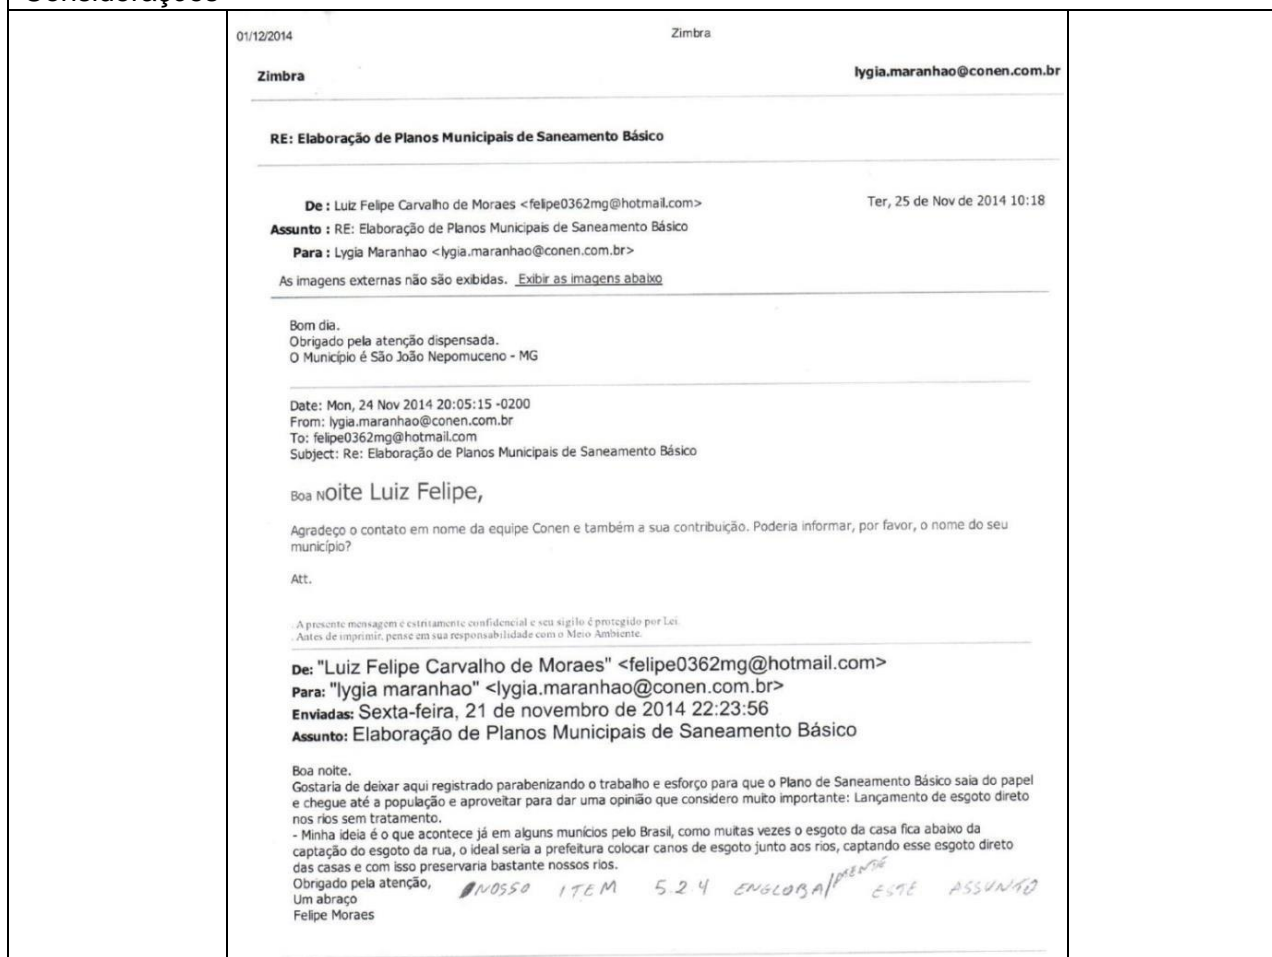 Considerações
01/12/2014 Zimbra
Zimbra lygia.maranhao@conen.com.br
RE: Elaboração de Planos Municipais de Saneamento Básico
De : Luiz Felipe Carvalho de Moraes <felipe0362mg@hotmail.com> Ter, 25 de Nov de 2014 10:18
Assunto : RE: Elaboração de Planos Municipais de Saneamento Básico
Para : Lygia Maranhao <lygia.maranhao@conen.com.br>
As imagens externas não são exibidas. Exibir as imagens abaixo
Bom dia.
Obrigado pela atenção dispensada.
O Município é São João Nepomuceno - MG
Date: Mon, 24 Nov 2014 20:05:15 -0200
From: lygia.maranhao@conen.com.br
To: felipe0362mg@hotmail.com
Subject: Re: Elaboração de Planos Municipais de Saneamento Básico
Boa Noite Luiz Felipe,
Agradeço o contato em nome da equipe Conen e também a sua contribuição. Poderia informar, por favor, o nome do seu
município?
Att.
. A presente mensagem é estritamente confidencial e seu sigilo é protegido por Lei.
. Antes de imprimir, pense em sua responsabilidade com o Meio Ambiente.
De: "Luiz Felipe Carvalho de Moraes" <felipe0362mg@hotmail.com>
Para: "lygia maranhao" <lygia.maranhao@conen.com.br>
Enviadas: Sexta-feira, 21 de novembro de 2014 22:23:56
Assunto: Elaboração de Planos Municipais de Saneamento Básico
Boa noite.
Gostaria de deixar aqui registrado parabenizando o trabalho e esforço para que o Plano de Saneamento Básico saia do papel
e chegue até a população e aproveitar para dar uma opinião que considero muito importante: Lançamento de esgoto direto
nos rios sem tratamento.
- Minha ideia é o que acontece já em alguns munícios pelo Brasil, como muitas vezes o esgoto da casa fica abaixo da
captação do esgoto da rua, o ideal seria a prefeitura colocar canos de esgoto junto aos rios, captando esse esgoto direto
das casas e com isso preservaria bastante nossos rios.
Obrigado pela atenção,
Um abraço
Felipe Moraes
NOSSO ITEM 5.2.4 ENGLOBA ESTE ASSUNTO